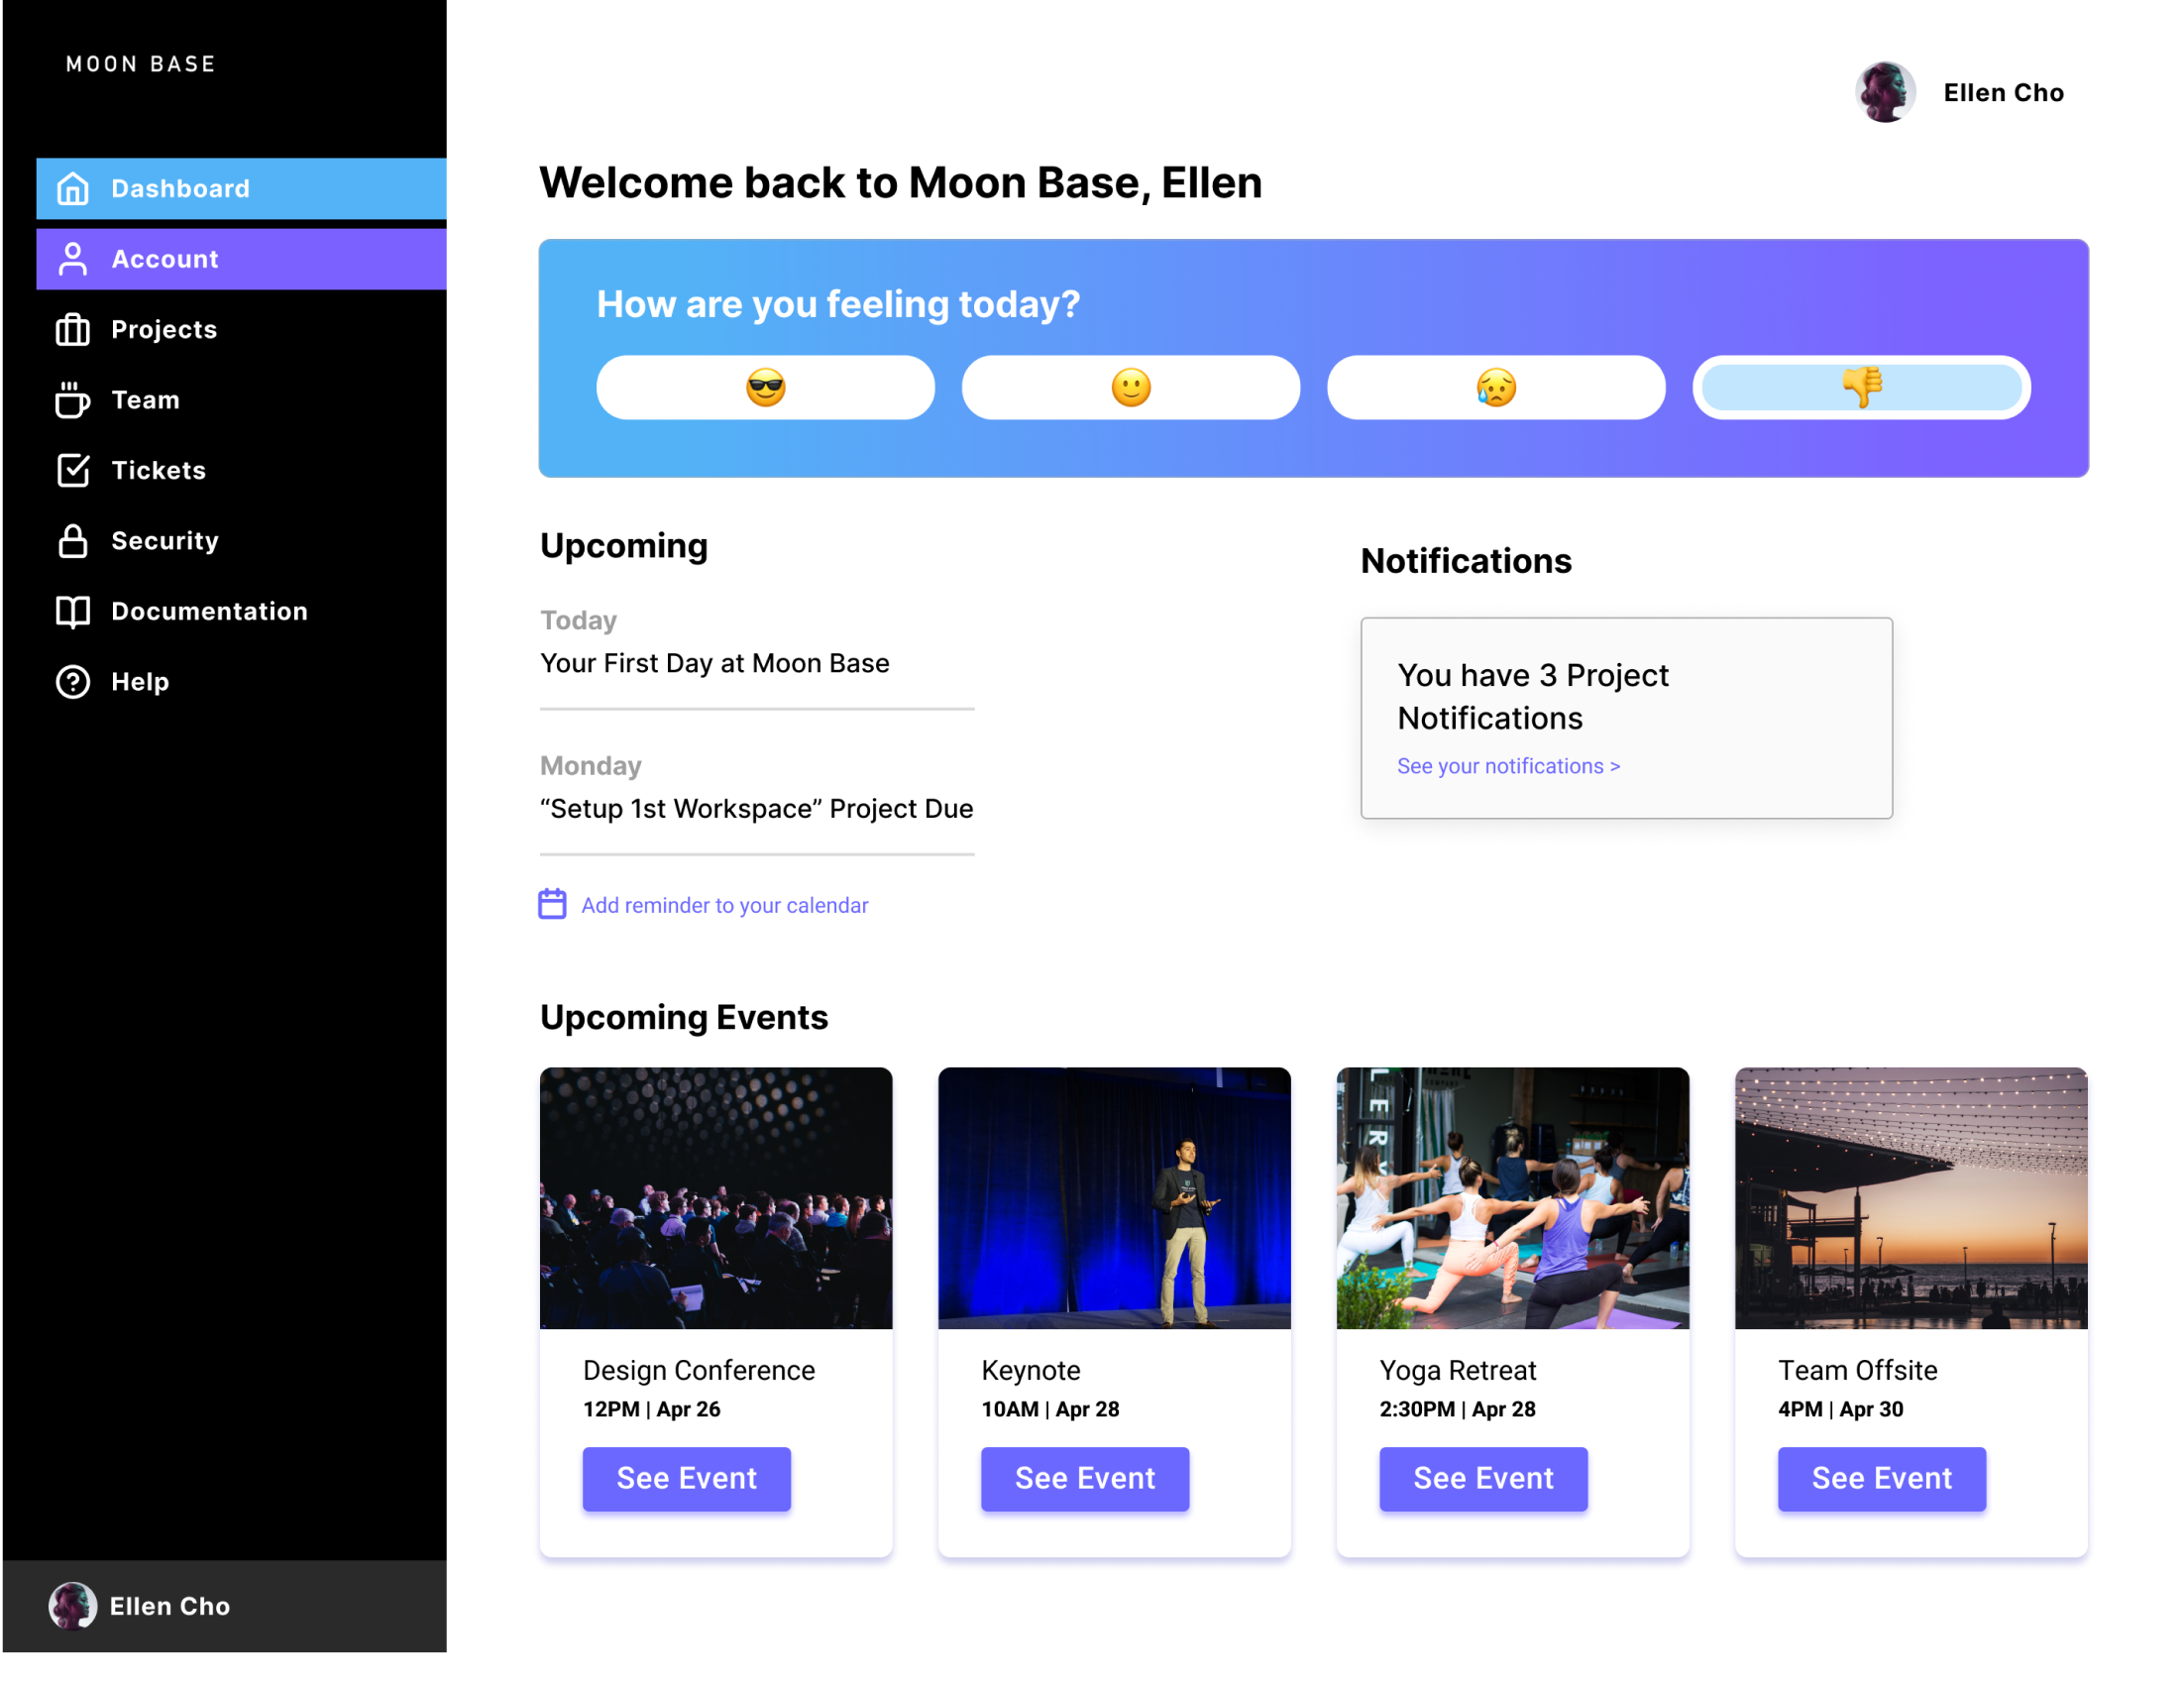 MOON BASE
Dashboard
Account
Projects
Team
Tickets
Security
Documentation
Help
Ellen Cho
Ellen Cho
Welcome back to Moon Base, Ellen
How are you feeling today?
Upcoming
Today
Your First Day at Moon Base
Monday
“Setup 1st Workspace” Project Due
Add reminder to your calendar
Notifications
You have 3 Project
Notifications
See your notifications >
Upcoming Events
LERY
Design Conference
12PM | Apr 26
See Event
Keynote
10AM | Apr 28
See Event
Yoga Retreat
2:30PM | Apr 28
See Event
Team Offsite
4PM | Apr 30
See Event